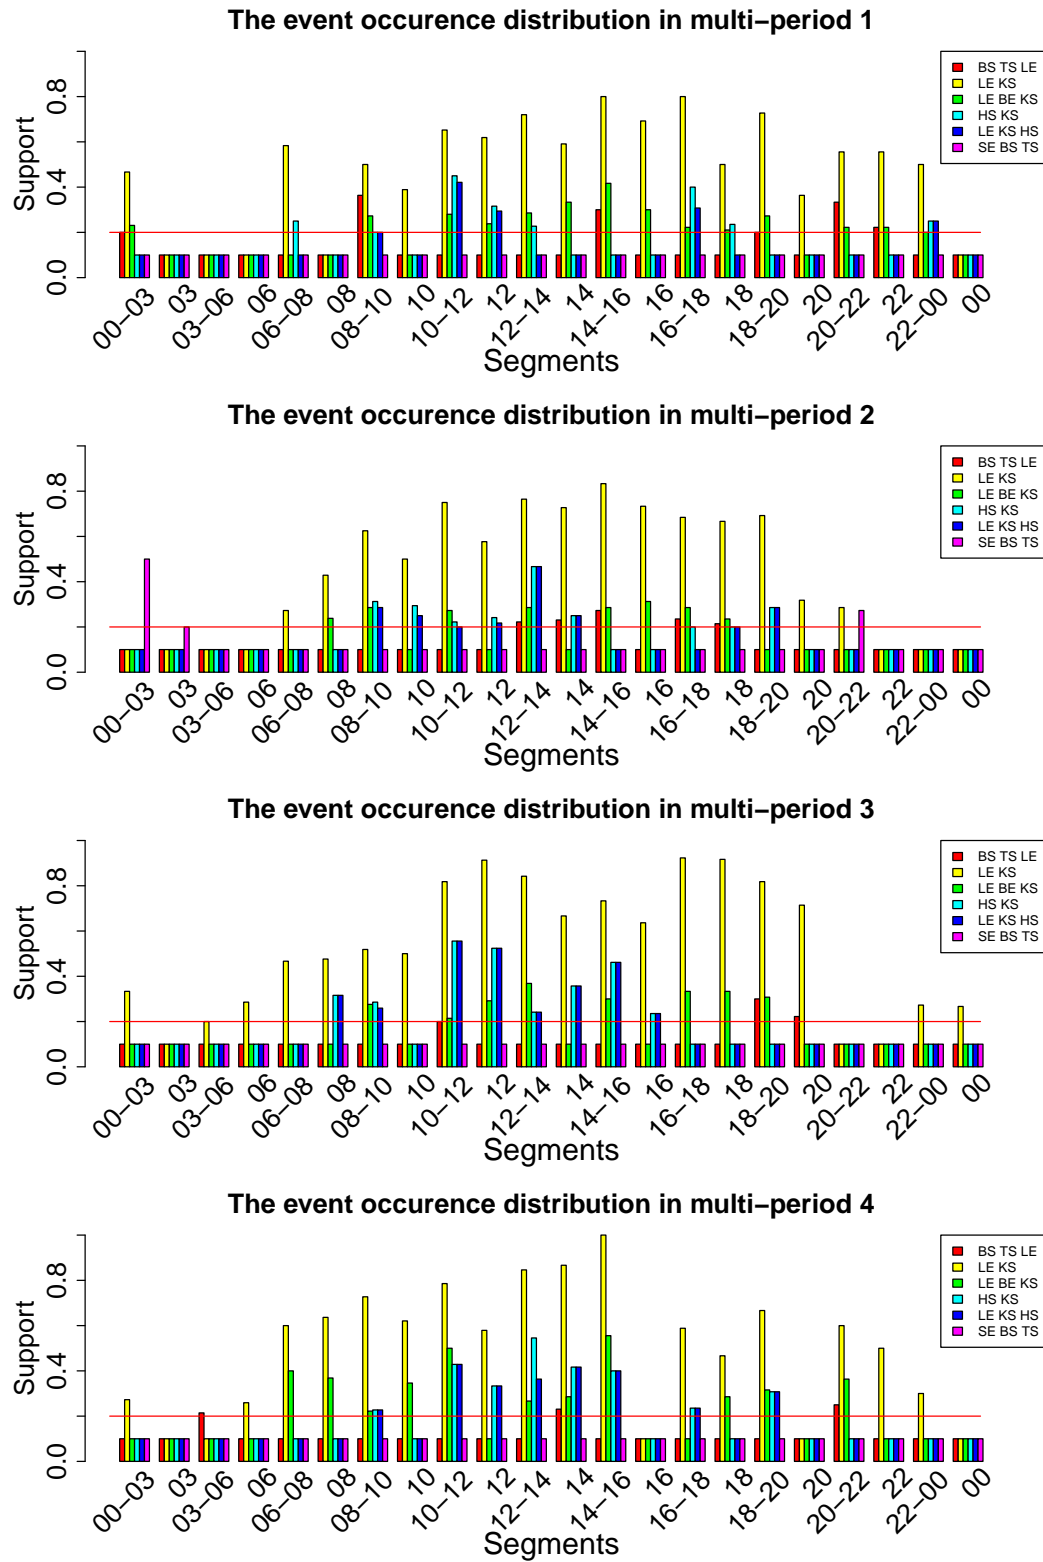 The event occurence distribution in multi−period 1
Support
0.0
0.4
0.8
BS TS LE
LE KS
LE BE KS
HS KS
LE KS HS
SE BS TS
00−03
03
03−06
06
06−08
08
08−10
10
10−12
12
12−14
14
14−16
16
16−18
18
18−20
20
20−22
22
22−00
00
Segments
The event occurence distribution in multi−period 2
Support
0.0
0.4
0.8
BS TS LE
LE KS
LE BE KS
HS KS
LE KS HS
SE BS TS
00−03
03
03−06
06
06−08
08
08−10
10
10−12
12
12−14
14
14−16
16
16−18
18
18−20
20
20−22
22
22−00
00
Segments
The event occurence distribution in multi−period 3
Support
0.0
0.4
0.8
BS TS LE
LE KS
LE BE KS
HS KS
LE KS HS
SE BS TS
00−03
03
03−06
06
06−08
08
08−10
10
10−12
12
12−14
14
14−16
16
16−18
18
18−20
20
20−22
22
22−00
00
Segments
The event occurence distribution in multi−period 4
Support
0.0
0.4
0.8
BS TS LE
LE KS
LE BE KS
HS KS
LE KS HS
SE BS TS
00−03
03
03−06
06
06−08
08
08−10
10
10−12
12
12−14
14
14−16
16
16−18
18
18−20
20
20−22
22
22−00
00
Segments